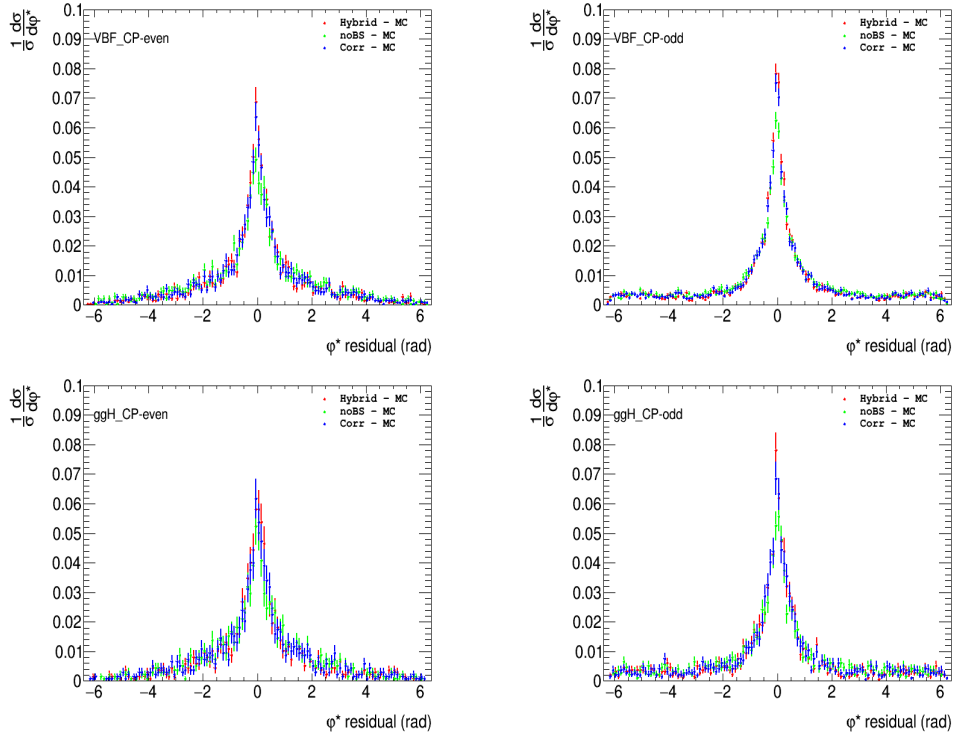 1/σ dσ/dφ*
0.1
0.09
0.08
0.07
0.06
0.05
0.04
0.03
0.02
0.01
0
VBF_CP-even
Hybrid - MC
noBS - MC
Corr - MC
−6 −4 −2 0 2 4 6
φ* residual (rad)
1/σ dσ/dφ*
0.1
0.09
0.08
0.07
0.06
0.05
0.04
0.03
0.02
0.01
0
VBF_CP-odd
Hybrid - MC
noBS - MC
Corr - MC
−6 −4 −2 0 2 4 6
φ* residual (rad)
1/σ dσ/dφ*
0.1
0.09
0.08
0.07
0.06
0.05
0.04
0.03
0.02
0.01
0
ggH_CP-even
Hybrid - MC
noBS - MC
Corr - MC
−6 −4 −2 0 2 4 6
φ* residual (rad)
1/σ dσ/dφ*
0.1
0.09
0.08
0.07
0.06
0.05
0.04
0.03
0.02
0.01
0
ggH_CP-odd
Hybrid - MC
noBS - MC
Corr - MC
−6 −4 −2 0 2 4 6
φ* residual (rad)